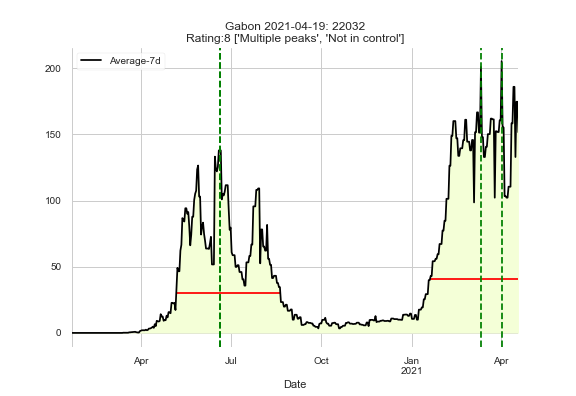 Gabon 2021-04-19: 22032
Rating:8 ['Multiple peaks', 'Not in control']
Average-7d
200
150
100
50
0
Apr
Jul
Oct
Jan
2021
Apr
Date